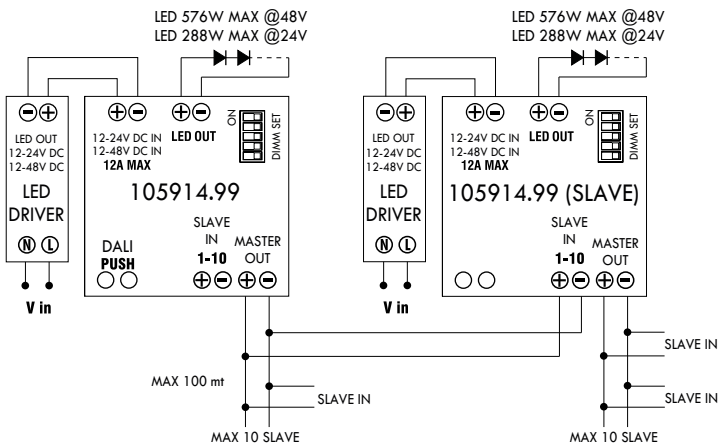 LED 576W MAX @48V
LED 288W MAX @24V
LED OUT
12-24V DC
12-48V DC
LED
DRIVER
N L
V in
12-24V DC IN
12-48V DC IN
12A MAX
LED OUT
ON
DIMM SET
105914.99
DALI
PUSH
SLAVE
IN
1-10
MASTER
OUT
MAX 100 mt
SLAVE IN
MAX 10 SLAVE
LED 576W MAX @48V
LED 288W MAX @24V
LED OUT
12-24V DC
12-48V DC
LED
DRIVER
N L
V in
12-24V DC IN
12-48V DC IN
12A MAX
LED OUT
ON
DIMM SET
105914.99 (SLAVE)
SLAVE
IN
1-10
MASTER
OUT
SLAVE IN
SLAVE IN
MAX 10 SLAVE